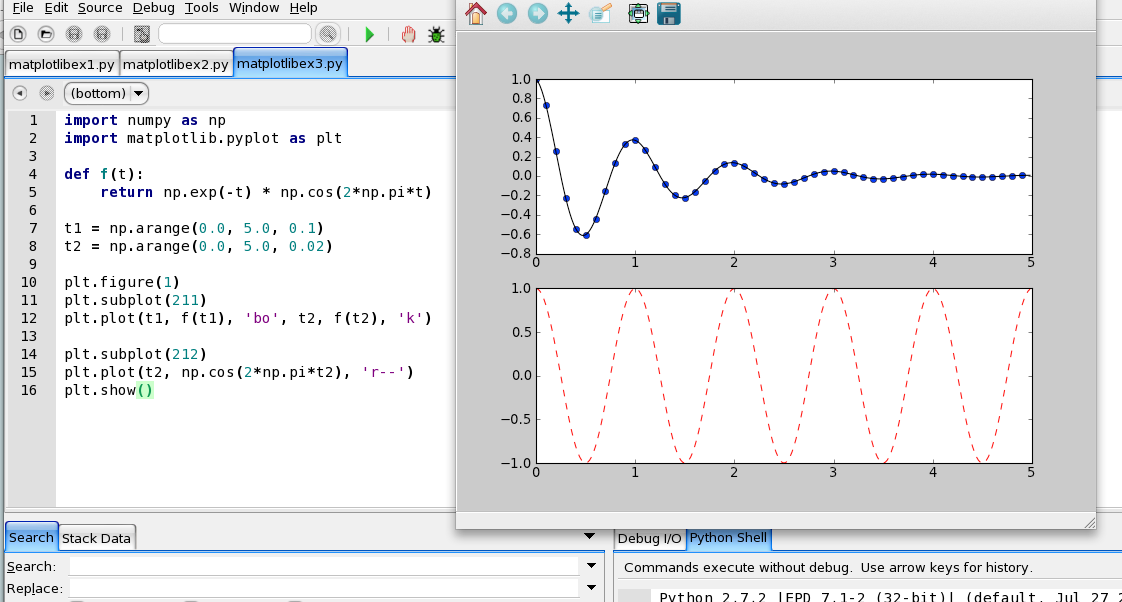 File Edit Source Debug Tools Window Help
matplotlibex1.py matplotlibex2.py matplotlibex3.py
(bottom)
1 import numpy as np
2 import matplotlib.pyplot as plt
3
4 def f(t):
5     return np.exp(-t) * np.cos(2*np.pi*t)
6
7 t1 = np.arange(0.0, 5.0, 0.1)
8 t2 = np.arange(0.0, 5.0, 0.02)
9
10 plt.figure(1)
11 plt.subplot(211)
12 plt.plot(t1, f(t1), 'bo', t2, f(t2), 'k')
13
14 plt.subplot(212)
15 plt.plot(t2, np.cos(2*np.pi*t2), 'r--')
16 plt.show()
1.0
0.8
0.6
0.4
0.2
0.0
−0.2
−0.4
−0.6
−0.8
0 1 2 3 4 5
1.0
0.5
0.0
−0.5
−1.0
0 1 2 3 4 5
Search Stack Data
Search:
Replace:
Debug I/O Python Shell
Commands execute without debug. Use arrow keys for history.
Python 2.7.2 |EPD 7.1-2 (32-bit)| (default, Jul 27 2